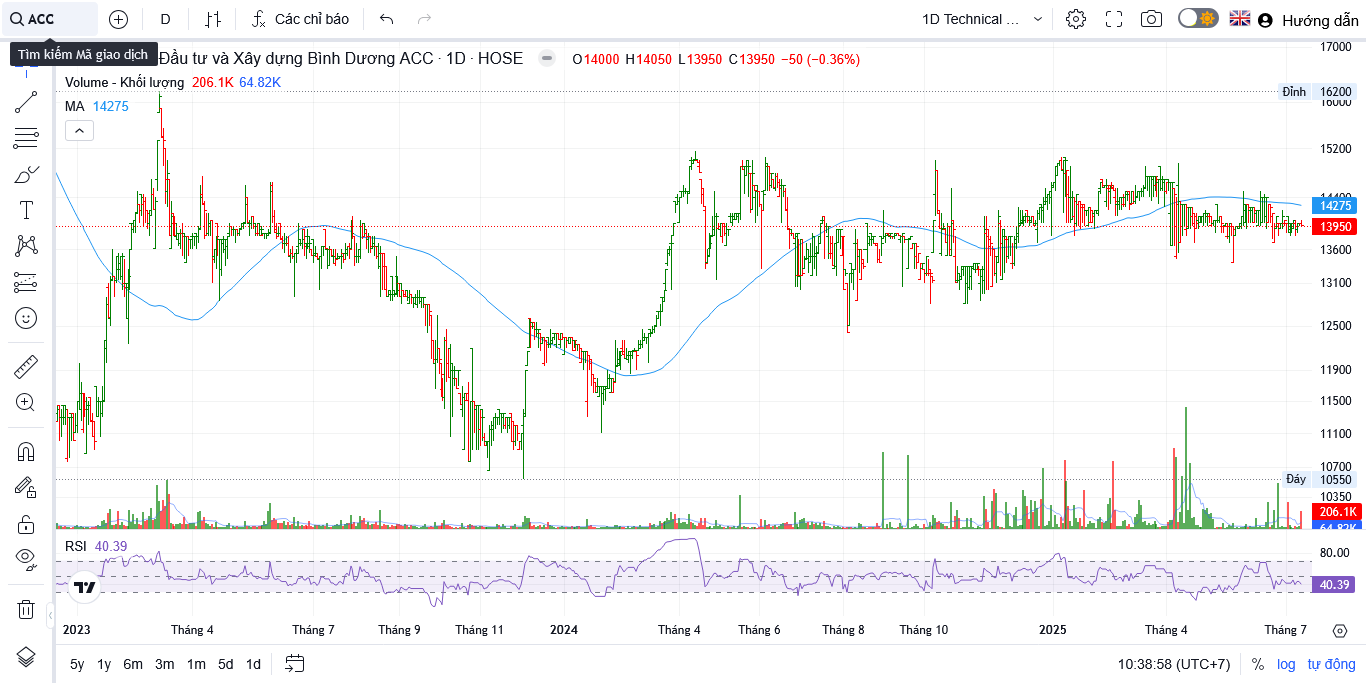 ACC
D
Các chỉ báo
1D Technical ...
Hướng dẫn
Tìm kiếm Mã giao dịch
Đầu tư và Xây dựng Bình Dương ACC · 1D · HOSE
O14000 H14050 L13950 C13950 −50 (−0.36%)
Volume - Khối lượng 206.1K 64.82K
MA 14275
17000
Đỉnh 16200
16000
15200
14400
14275
13950
13600
13100
12500
11900
11500
11100
10700
Đáy 10550
10350
206.1K
64.82K
RSI 40.39
80.00
40.39
2023 Tháng 4 Tháng 7 Tháng 9 Tháng 11 2024 Tháng 4 Tháng 6 Tháng 8 Tháng 10 2025 Tháng 4 Tháng 7
5y 1y 6m 3m 1m 5d 1d
10:38:58 (UTC+7) % log tự động